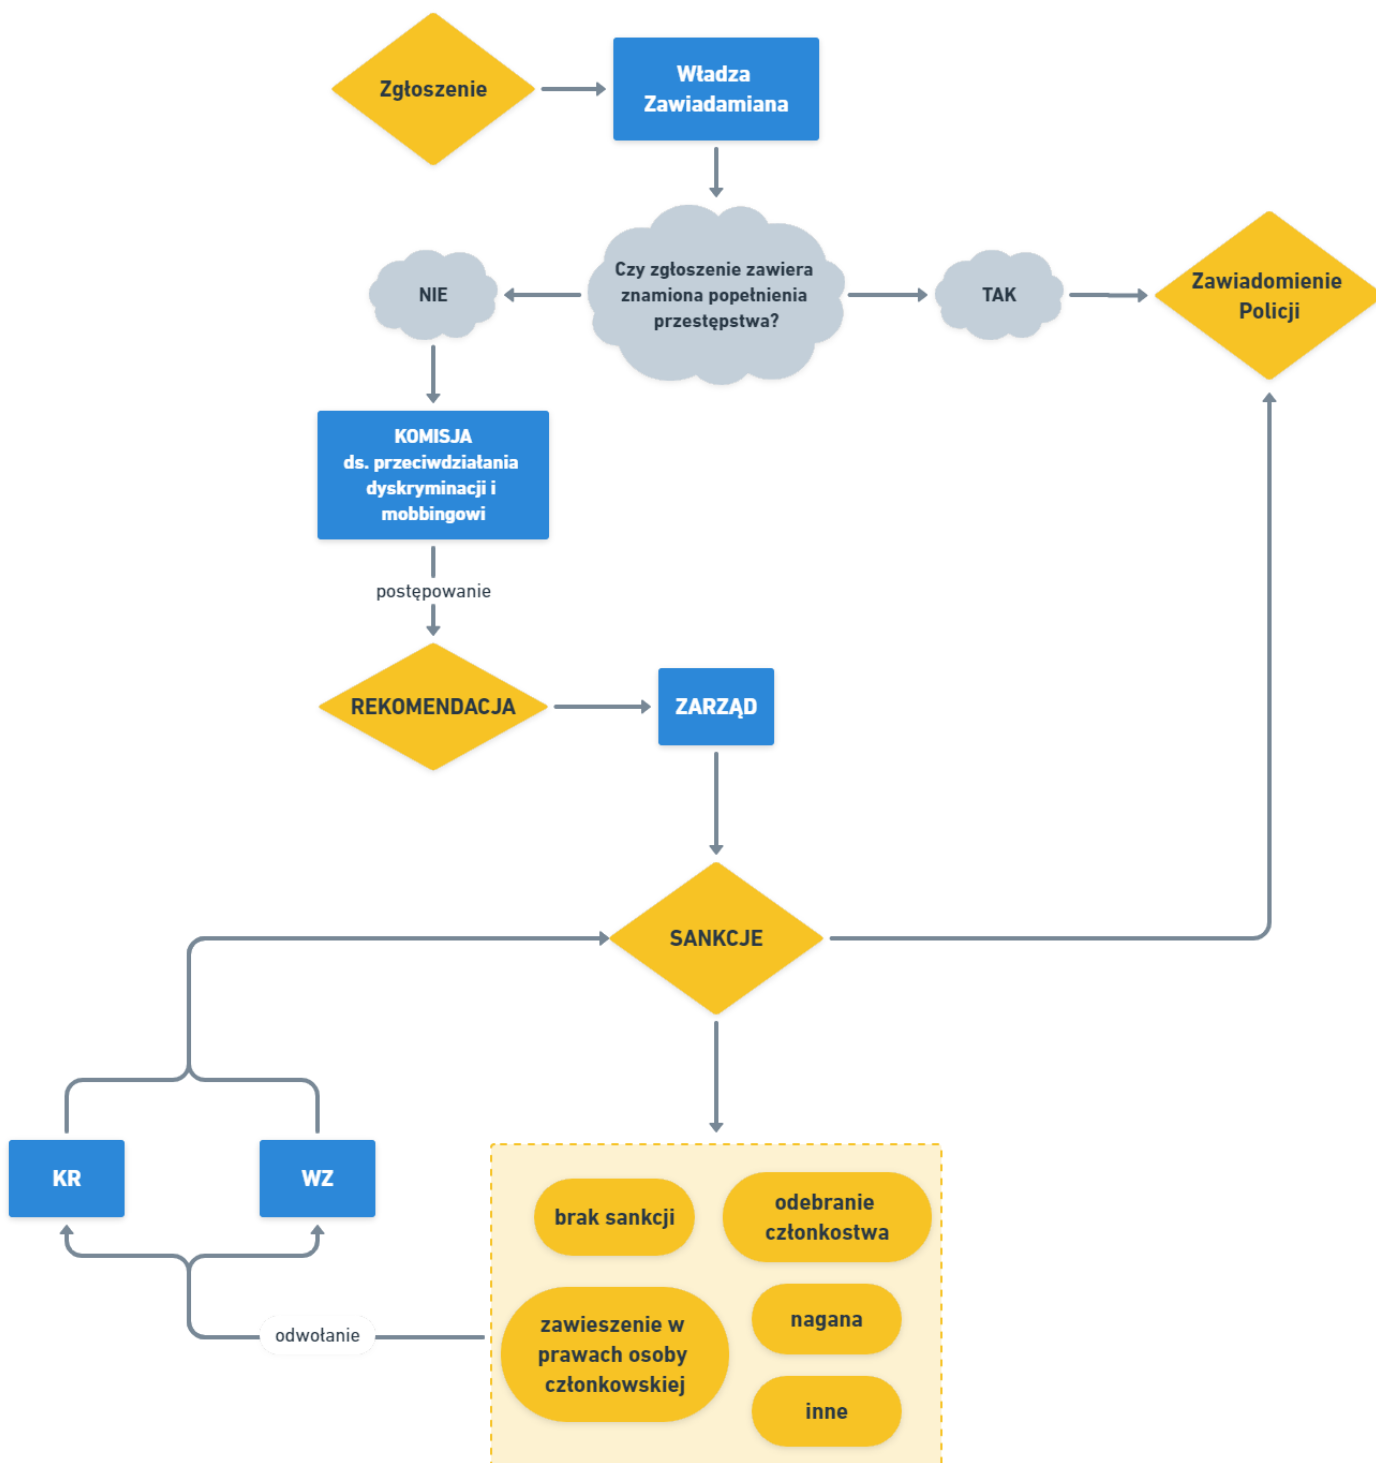 Zgłoszenie
Władza
Zawiadamiana
Czy zgłoszenie zawiera
znamiona popełnienia
przestępstwa?
NIE
TAK
Zawiadomienie
Policji
KOMISJA
ds. przeciwdziałania
dyskryminacji i
mobbingowi
postępowanie
REKOMENDACJA
ZARZĄD
SANKCJE
KR
WZ
brak sankcji
odebranie
członkostwa
zawieszenie w
prawach osoby
członkowskiej
nagana
inne
odwołanie